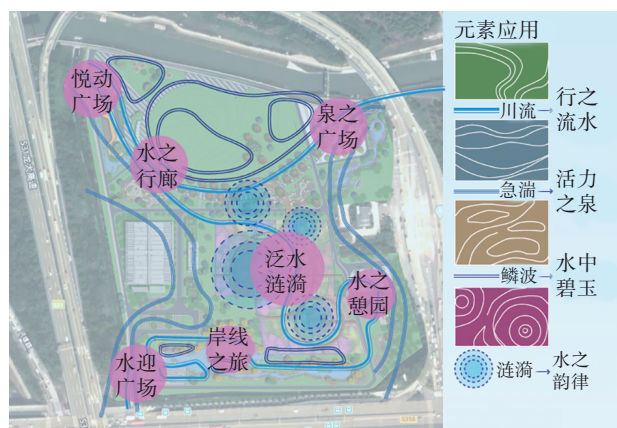 元素应用
悦动
广场
泉之
广场
水之
行廊
泛水
涟漪
水之
憩园
岸线
之旅
水迎
广场
川流
行之
流水
急湍
活力
之泉
鳞波
水中
碧玉
涟漪
水之
韵律